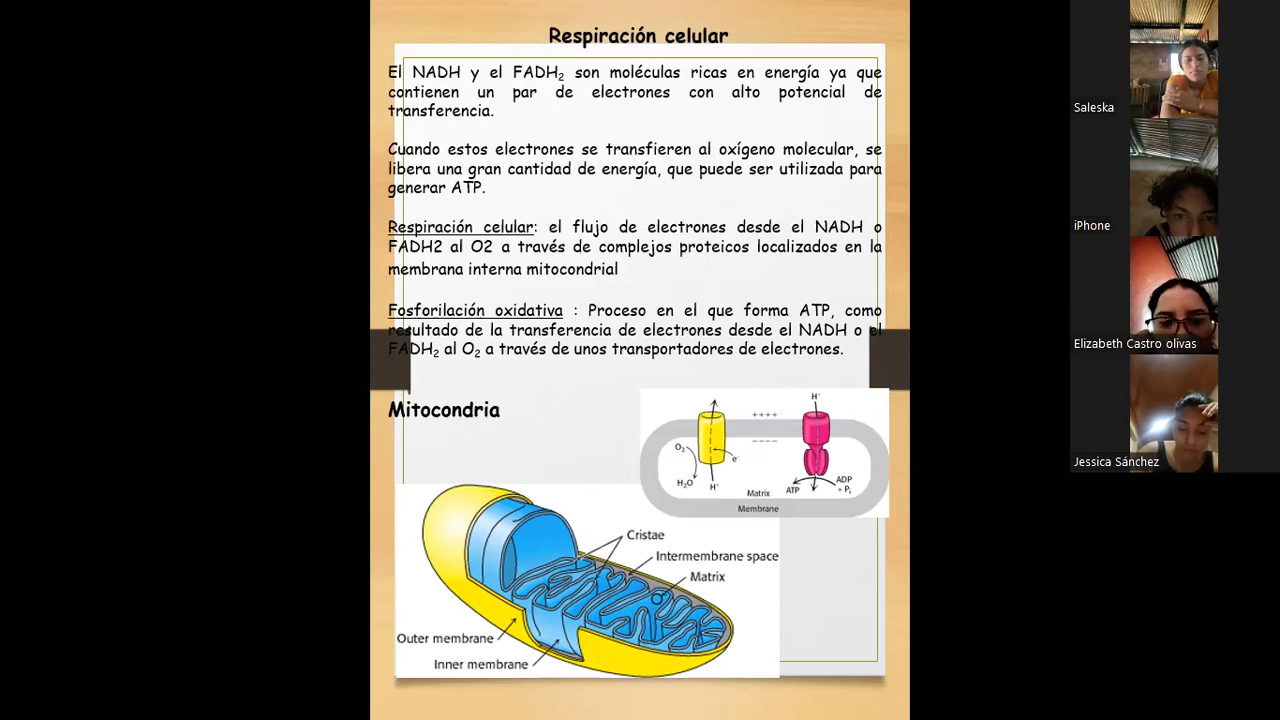 Respiración celular
El NADH y el FADH₂ son moléculas ricas en energía ya que
contienen un par de electrones con alto potencial de
transferencia.
Cuando estos electrones se transfieren al oxígeno molecular, se
libera una gran cantidad de energía, que puede ser utilizada para
generar ATP.
Respiración celular: el flujo de electrones desde el NADH o
FADH2 al O2 a través de complejos proteicos localizados en la
membrana interna mitocondrial
Fosforilación oxidativa : Proceso en el que forma ATP, como
resultado de la transferencia de electrones desde el NADH o el
FADH₂ al O₂ a través de unos transportadores de electrones.
Mitocondria
H⁺
++++
----
O₂
e⁻
H₂O
H⁺
ATP
ADP
+ Pᵢ
Matrix
Membrane
Cristae
Intermembrane space
Matrix
Outer membrane
Inner membrane
Saleska
iPhone
Elizabeth Castro olivas
Jessica Sánchez